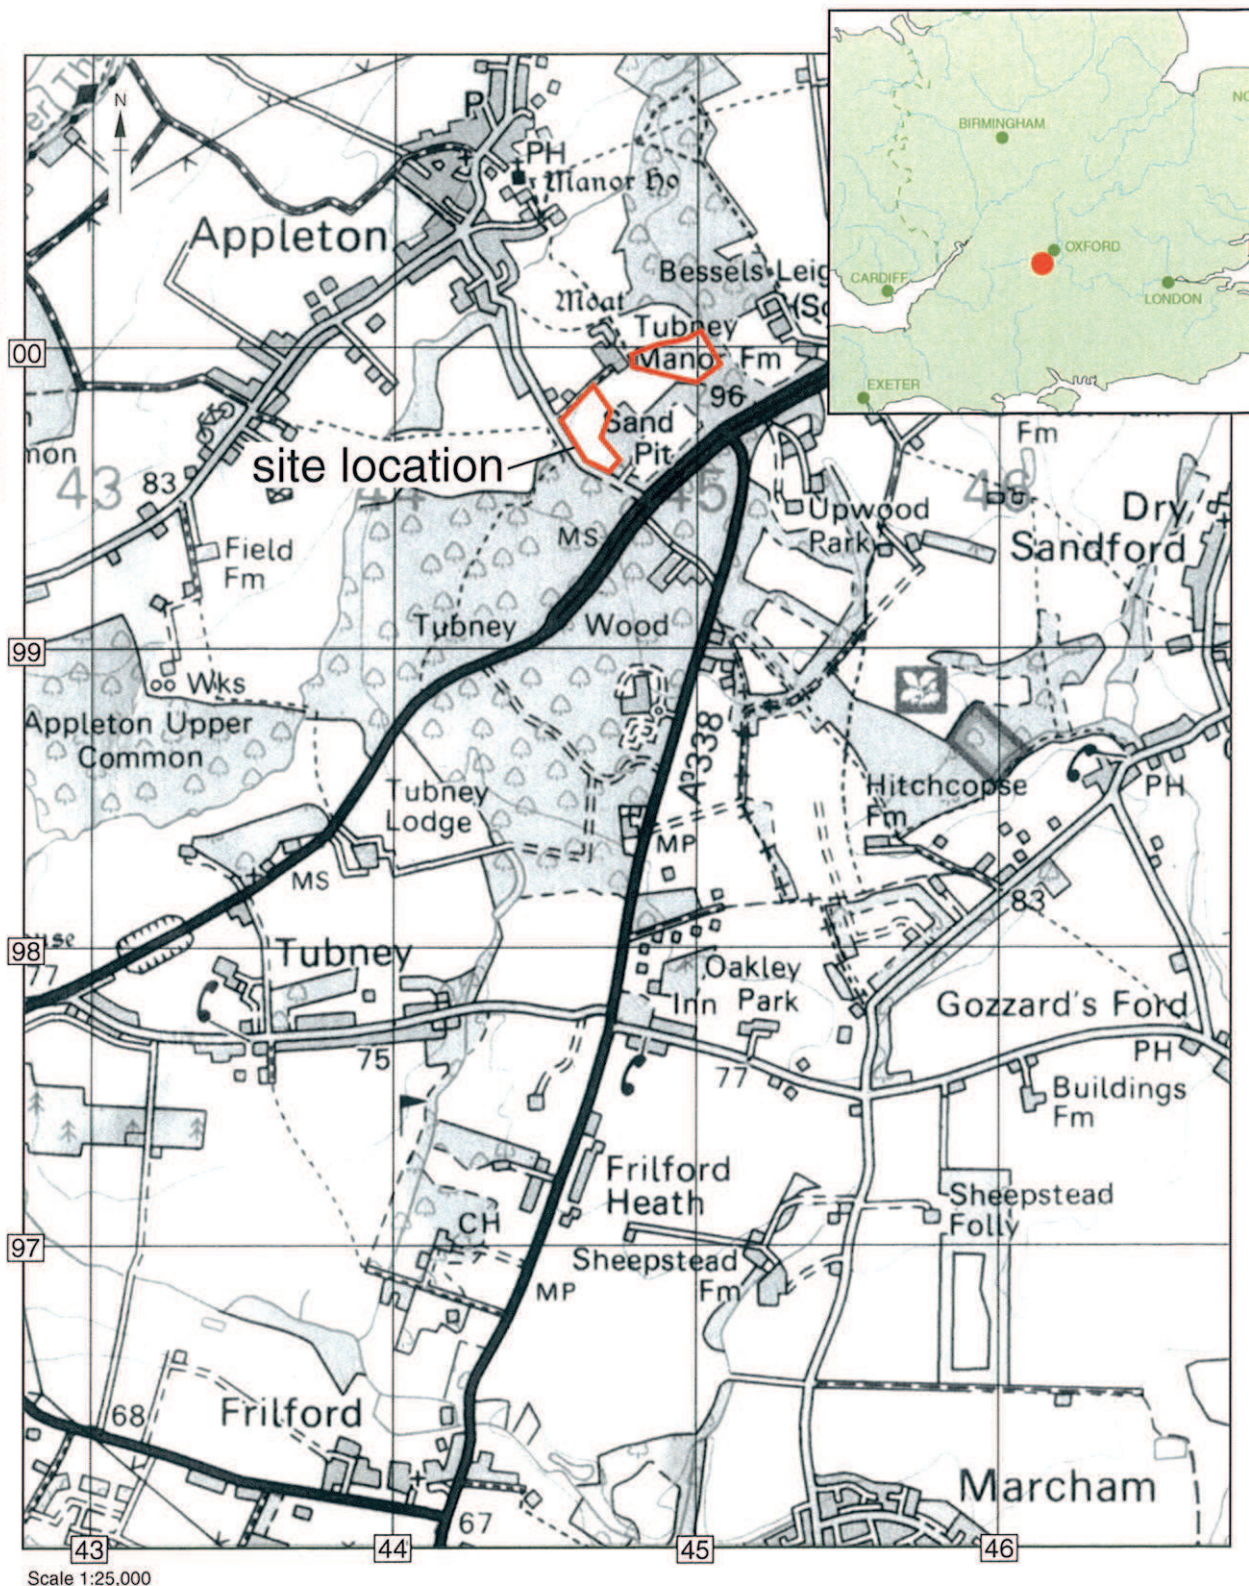 BIRMINGHAM
OXFORD
CARDIFF
LONDON
EXETER
N
P
PH
Manor Ho
Appleton
Bessels Leig
Moat
Tubney
Manor Fm
00
96
Sand
Pit
site location
43
44
45
46
83
Fm
Dry
Sandford
MS
Upwood
Park
Field
Fm
Tubney Wood
99
Wks
Appleton Upper
Common
A338
Tubney
Lodge
Hitchcopse
Fm
PH
MP
MS
83
98
77
Tubney
Oakley
Park
Inn
Gozzard's Ford
PH
75
77
Buildings
Fm
Frilford
Heath
Sheepstead
Folly
CH
97
Sheepstead
Fm
MP
68
Frilford
Marcham
67
43
44
45
46
Scale 1:25,000